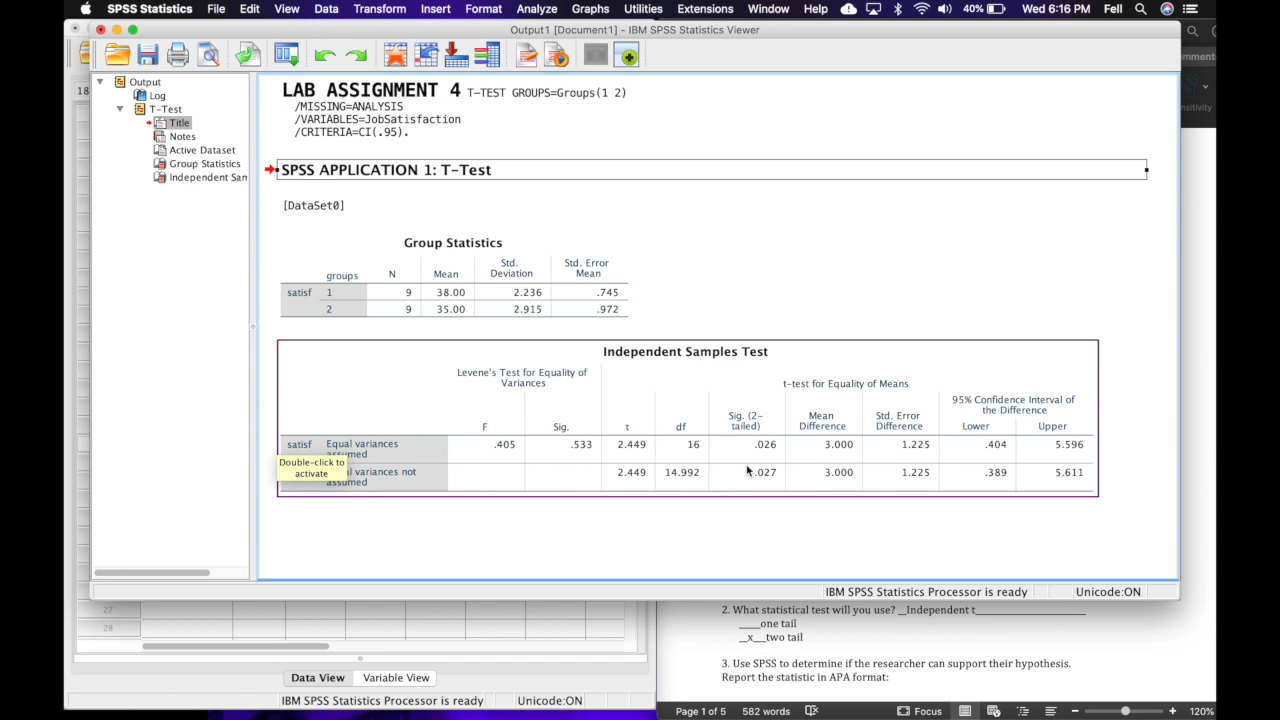 SPSS Statistics File Edit View Data Transform Insert Format Analyze Graphs Utilities Extensions Window Help 40% Wed 6:16 PM Fell
Output1 [Document1] - IBM SPSS Statistics Viewer
18
Output
Log
T-Test
Title
Notes
Active Dataset
Group Statistics
Independent Sam
LAB ASSIGNMENT 4 T-TEST GROUPS=Groups(1 2)
/MISSING=ANALYSIS
/VARIABLES=JobSatisfaction
/CRITERIA=CI(.95).
SPSS APPLICATION 1: T-Test
[DataSet0]
Group Statistics
groups N Mean Std. Deviation Std. Error Mean
satisf 1 9 38.00 2.236 .745
2 9 35.00 2.915 .972
Independent Samples Test
Levene's Test for Equality of Variances
t-test for Equality of Means
95% Confidence Interval of the Difference
F Sig. t df Sig. (2-tailed) Mean Difference Std. Error Difference Lower Upper
satisf Equal variances assumed .405 .533 2.449 16 .026 3.000 1.225 .404 5.596
l variances not assumed 2.449 14.992 .027 3.000 1.225 .389 5.611
Double-click to
activate
IBM SPSS Statistics Processor is ready Unicode:ON
mments
nsitivity
27
28
Data View Variable View
IBM SPSS Statistics Processor is ready Unicode:ON
2. What statistical test will you use? __Independent t____________________
_____one tail
__x___two tail
3. Use SPSS to determine if the researcher can support their hypothesis.
Report the statistic in APA format:
Page 1 of 5 582 words Focus 120%